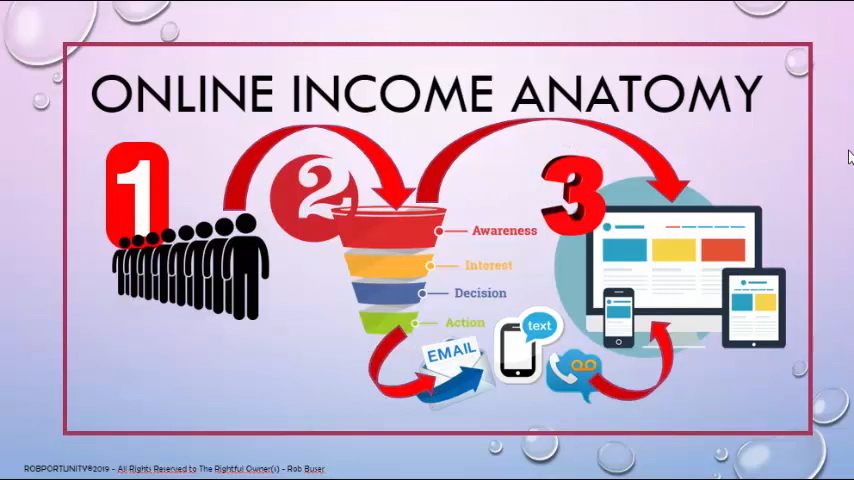 ONLINE INCOME ANATOMY
1
2
3
Awareness
Interest
Decision
Action
text
EMAIL
ROBPORTUNITY©2019 - All Rights Reserved to The Rightful Owner(s) - Rob Buser